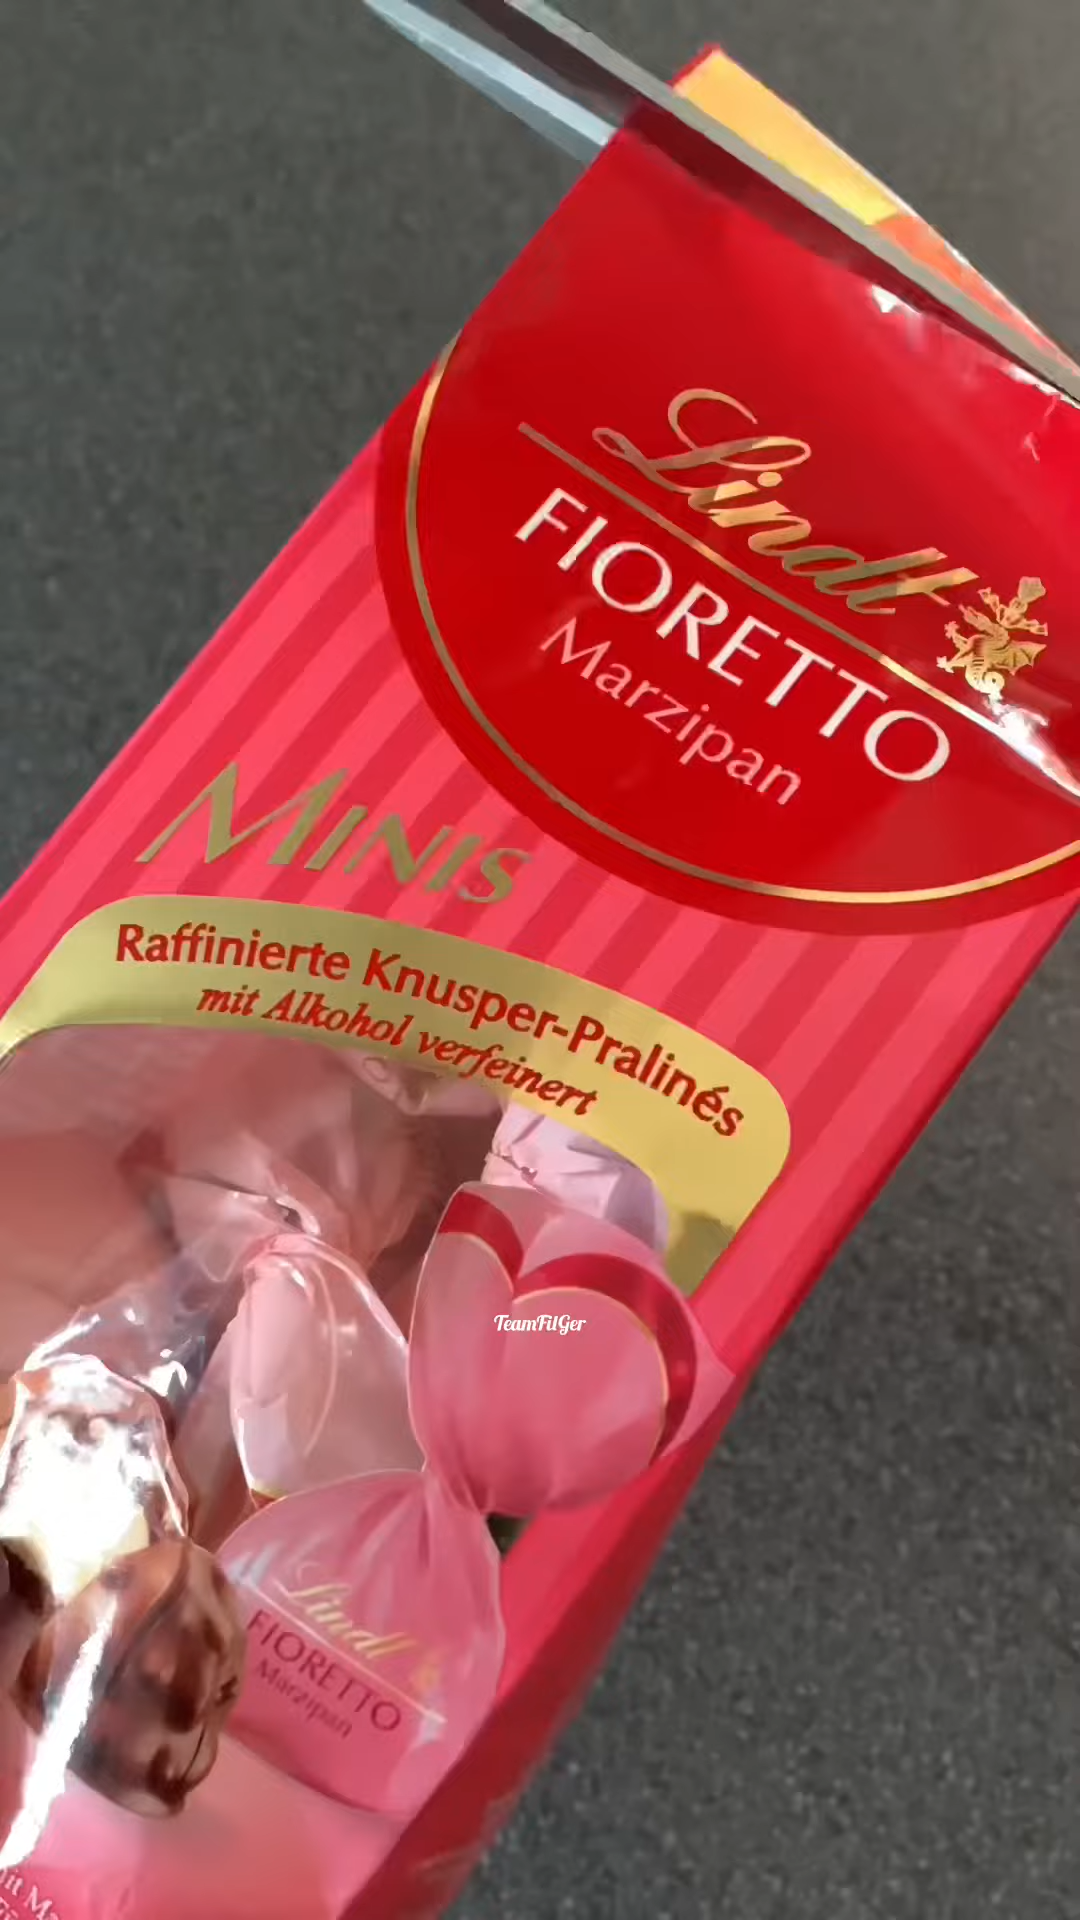 Lindt
FIORETTO
Marzipan
MINIS
Raffinierte Knusper-Pralinés
mit Alkohol verfeinert
TeamFilGer
Lindt
FIORETTO
Marzipan